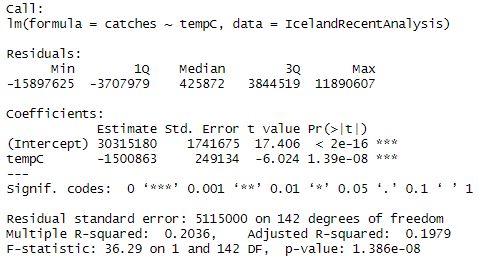 Call:
lm(formula = catches ~ tempC, data = IcelandRecentAnalysis)
Residuals:
Min 1Q Median 3Q Max
-15897625 -3707979 425872 3844519 11890607
Coefficients:
Estimate Std. Error t value Pr(>|t|)
(Intercept) 30315180 1741675 17.406 < 2e-16 ***
tempC -1500863 249134 -6.024 1.39e-08 ***
---
Signif. codes: 0 ‘***’ 0.001 ‘**’ 0.01 ‘*’ 0.05 ‘.’ 0.1 ‘ ’ 1
Residual standard error: 5115000 on 142 degrees of freedom
Multiple R-squared: 0.2036, Adjusted R-squared: 0.1979
F-statistic: 36.29 on 1 and 142 DF, p-value: 1.386e-08